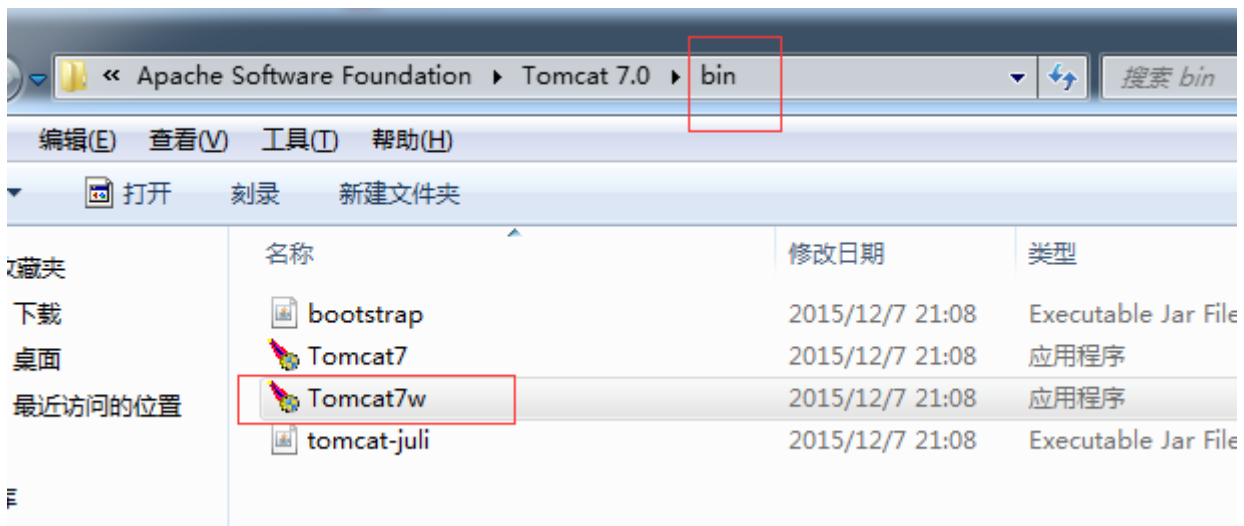 « Apache Software Foundation ▸ Tomcat 7.0 ▸ bin 搜索 bin
编辑(E) 查看(V) 工具(T) 帮助(H)
打开 刻录 新建文件夹
名称 修改日期 类型
收藏夹
下载 bootstrap 2015/12/7 21:08 Executable Jar File
桌面 Tomcat7 2015/12/7 21:08 应用程序
最近访问的位置 Tomcat7w 2015/12/7 21:08 应用程序
tomcat-juli 2015/12/7 21:08 Executable Jar File
库